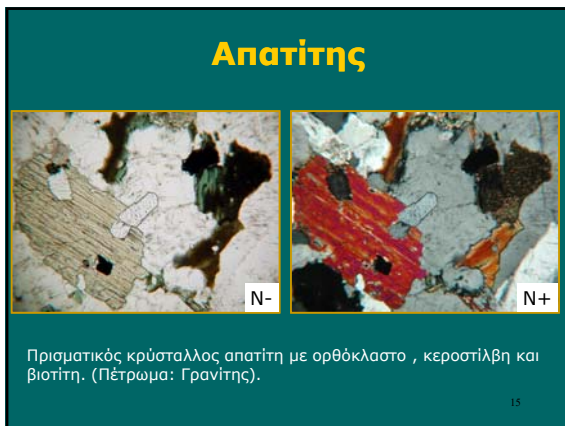 Απατίτης
N-
N+
Πρισματικός κρύσταλλος απατίτη με ορθόκλαστο , κεροστίλβη και
βιοτίτη. (Πέτρωμα: Γρανίτης).
15